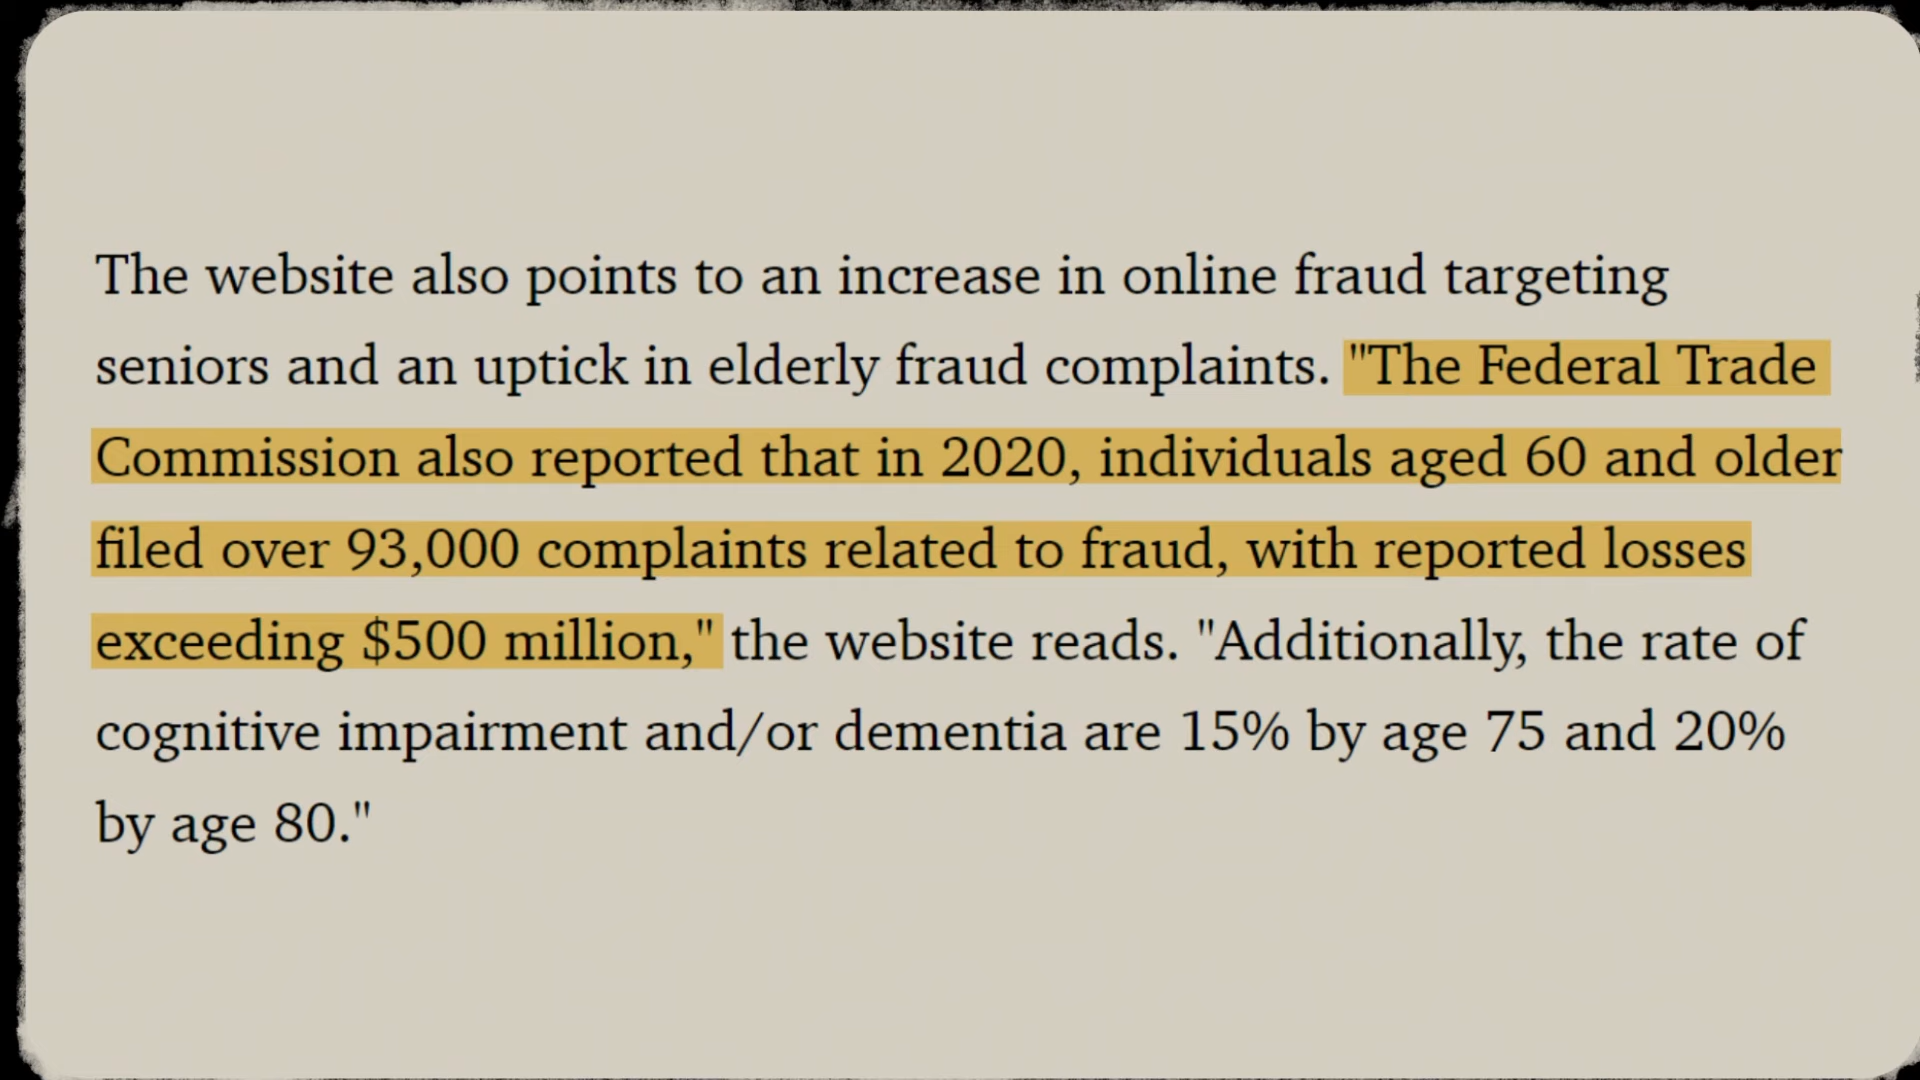 The website also points to an increase in online fraud targeting
seniors and an uptick in elderly fraud complaints. "The Federal Trade
Commission also reported that in 2020, individuals aged 60 and older
filed over 93,000 complaints related to fraud, with reported losses
exceeding $500 million," the website reads. "Additionally, the rate of
cognitive impairment and/or dementia are 15% by age 75 and 20%
by age 80."